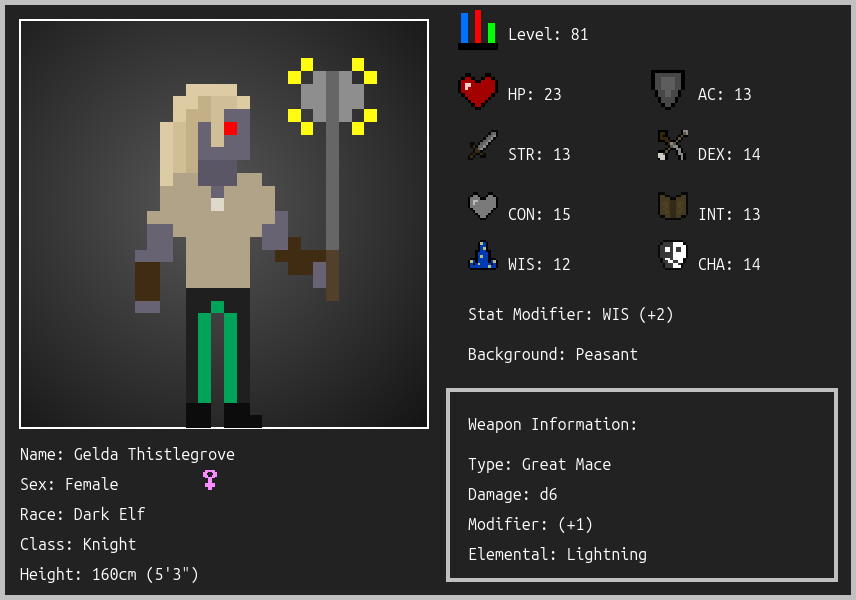 Level: 81
HP: 23
AC: 13
STR: 13
DEX: 14
CON: 15
INT: 13
WIS: 12
CHA: 14
Stat Modifier: WIS (+2)
Background: Peasant
Weapon Information:
Type: Great Mace
Damage: d6
Modifier: (+1)
Elemental: Lightning
Name: Gelda Thistlegrove
Sex: Female
Race: Dark Elf
Class: Knight
Height: 160cm (5'3")